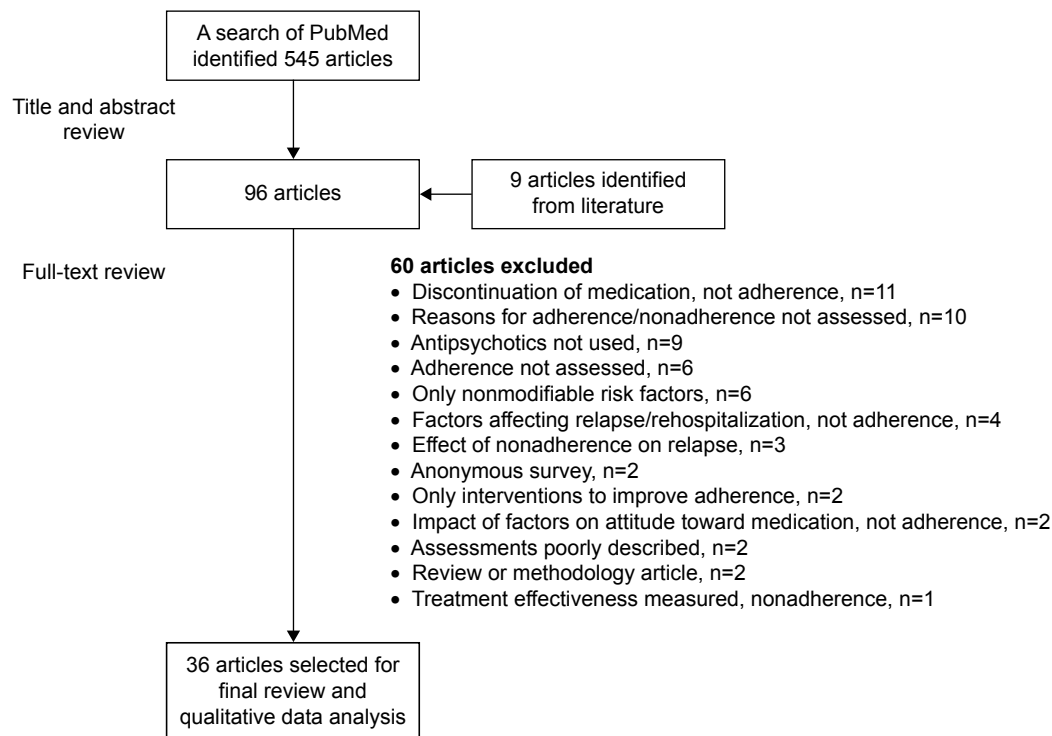 A search of PubMed
identified 545 articles
Title and abstract
review
96 articles
9 articles identified
from literature
Full-text review
60 articles excluded
• Discontinuation of medication, not adherence, n=11
• Reasons for adherence/nonadherence not assessed, n=10
• Antipsychotics not used, n=9
• Adherence not assessed, n=6
• Only nonmodifiable risk factors, n=6
• Factors affecting relapse/rehospitalization, not adherence, n=4
• Effect of nonadherence on relapse, n=3
• Anonymous survey, n=2
• Only interventions to improve adherence, n=2
• Impact of factors on attitude toward medication, not adherence, n=2
• Assessments poorly described, n=2
• Review or methodology article, n=2
• Treatment effectiveness measured, nonadherence, n=1
36 articles selected for
final review and
qualitative data analysis